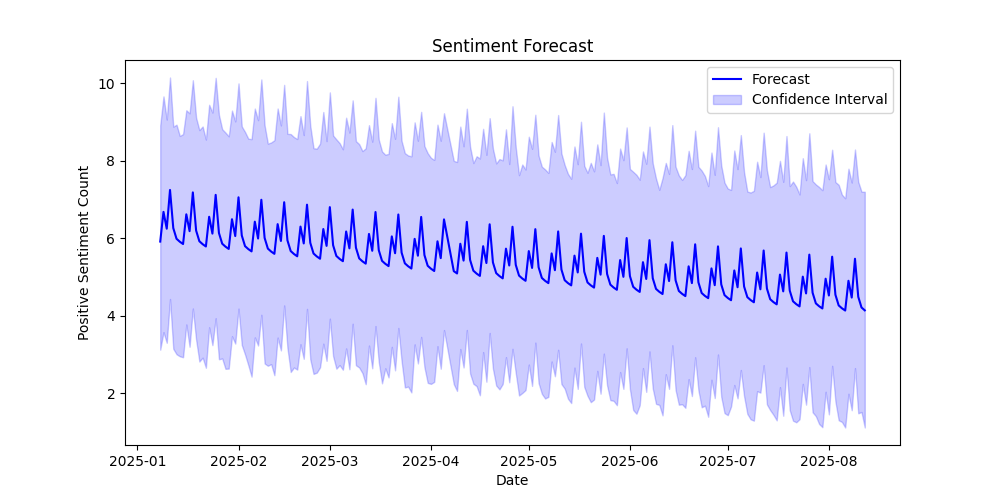 Sentiment Forecast
Forecast
Confidence Interval
Positive Sentiment Count
10
8
6
4
2
2025-01 2025-02 2025-03 2025-04 2025-05 2025-06 2025-07 2025-08
Date